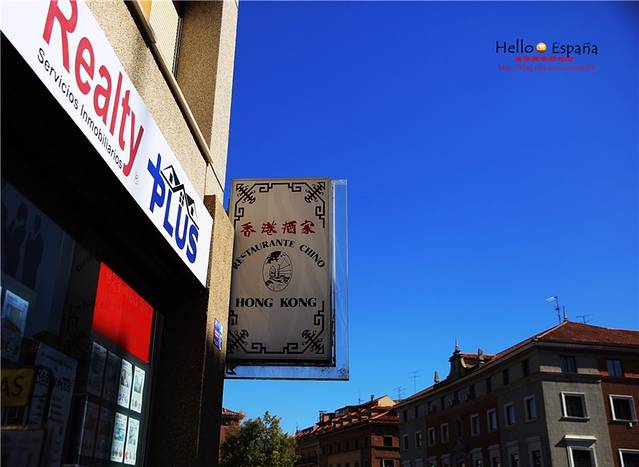 Hello España
Realty
Servicios Inmobiliarios
PLUS
香港酒家
RESTAURANTE CHINO
HONG KONG